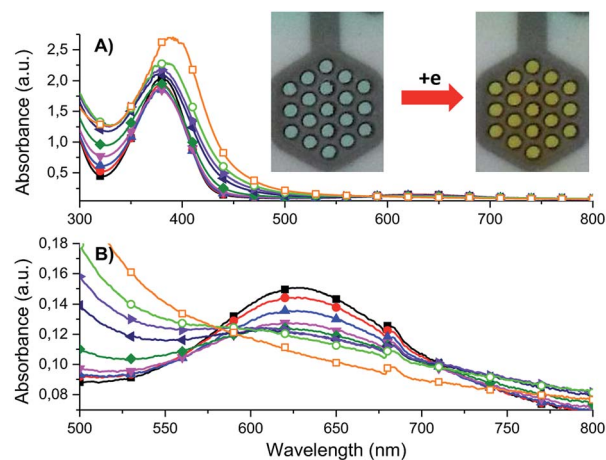 A)
Absorbance (a.u.)
2,5
2,0
1,5
1,0
0,5
+e
300 400 500 600 700 800
B)
Absorbance (a.u.)
0,18
0,16
0,14
0,12
0,10
0,08
500 550 600 650 700 750 800
Wavelength (nm)